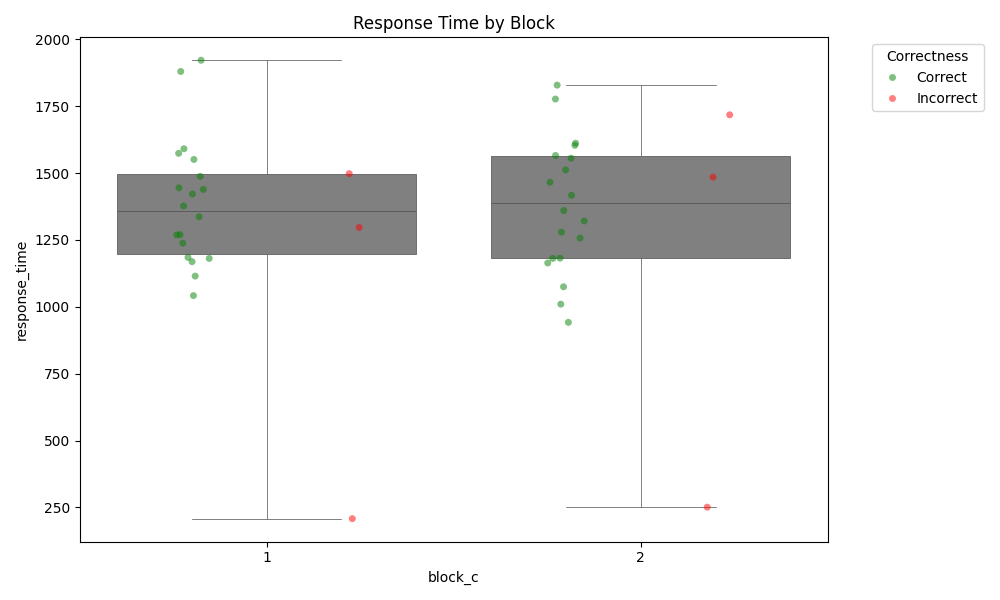 Response Time by Block
2000
1750
1500
1250
1000
750
500
250
response_time
1
2
block_c
Correctness
Correct
Incorrect